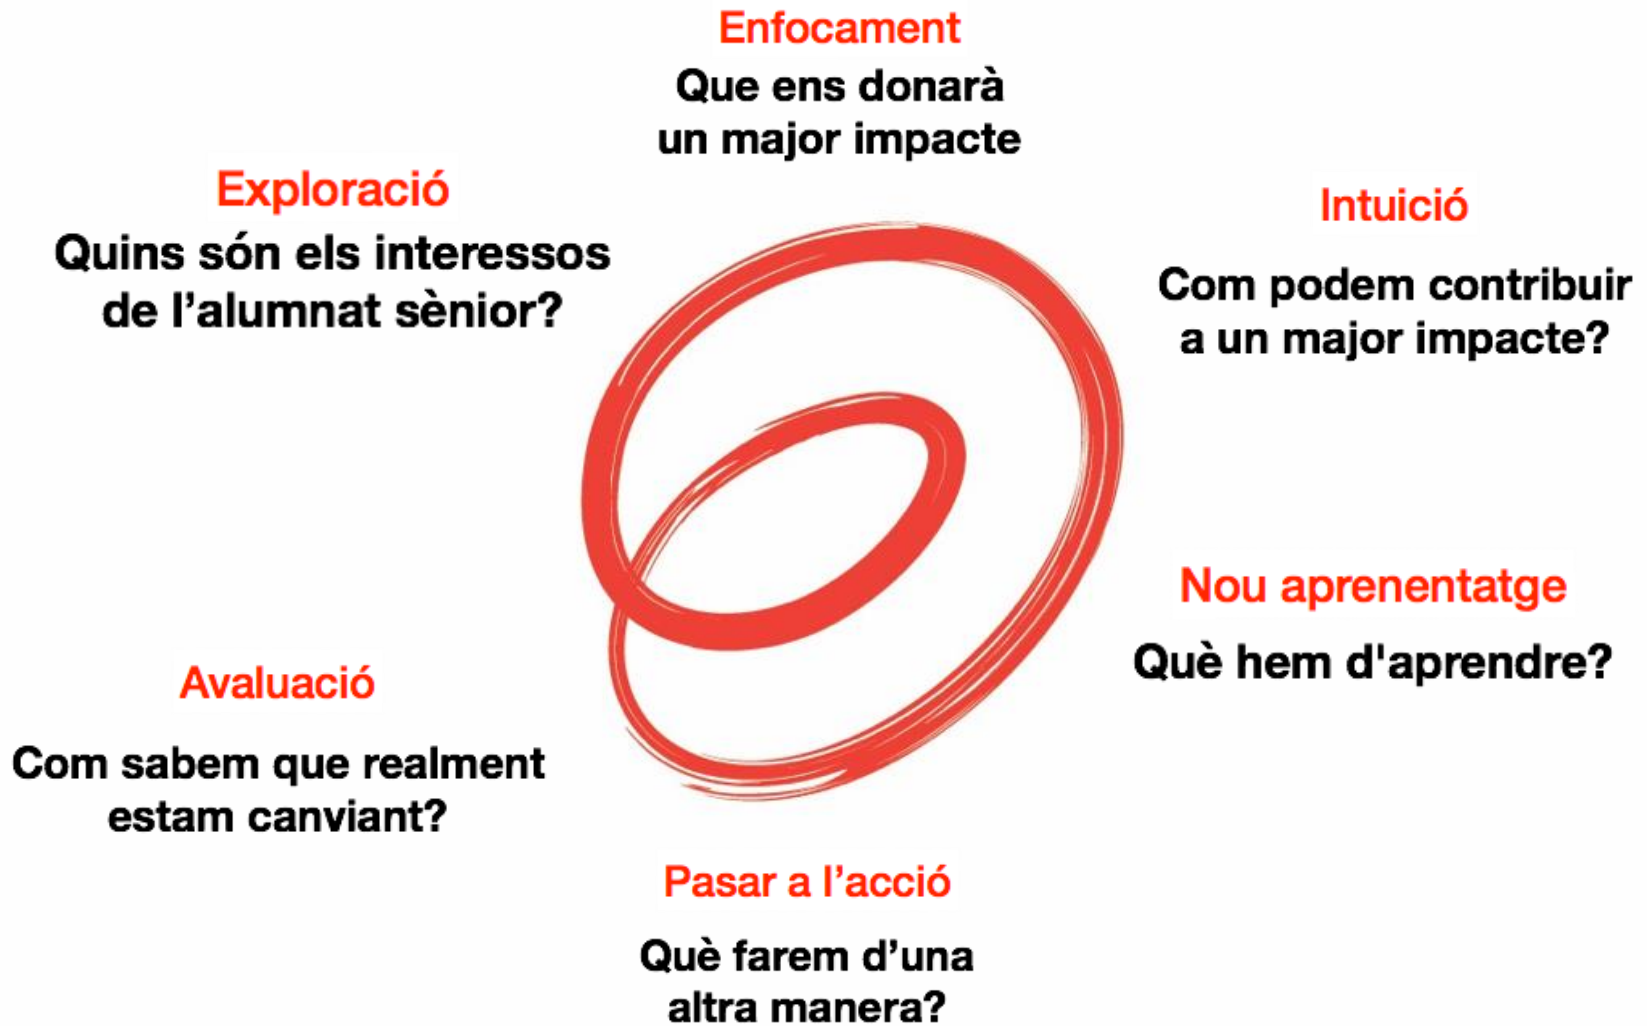 Enfocament
Que ens donarà
un major impacte
Exploració
Quins són els interessos
de l’alumnat sènior?
Intuició
Com podem contribuir
a un major impacte?
Nou aprenentatge
Què hem d'aprendre?
Avaluació
Com sabem que realment
estam canviant?
Pasar a l’acció
Què farem d’una
altra manera?